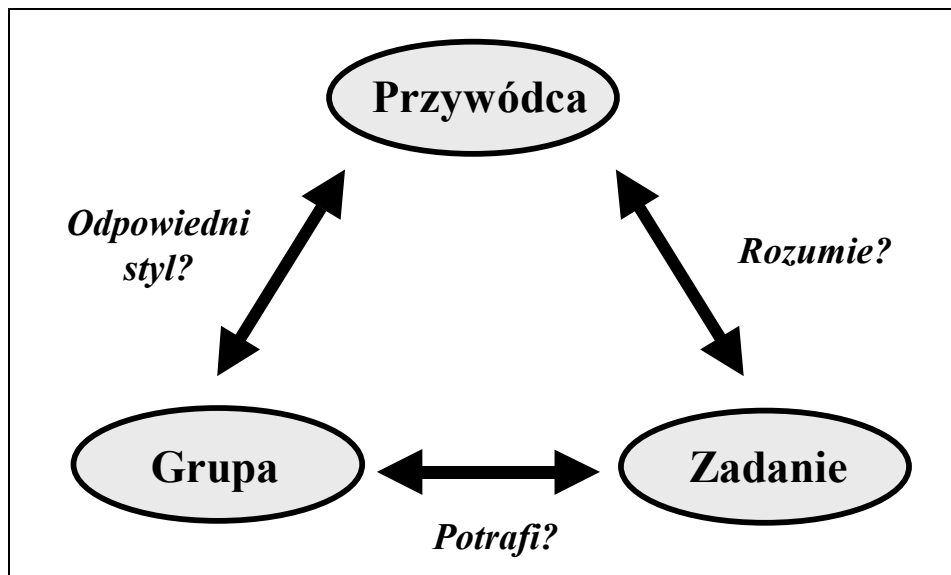 Przywódca
Odpowiedni
styl?
Rozumie?
Grupa
Zadanie
Potrafi?